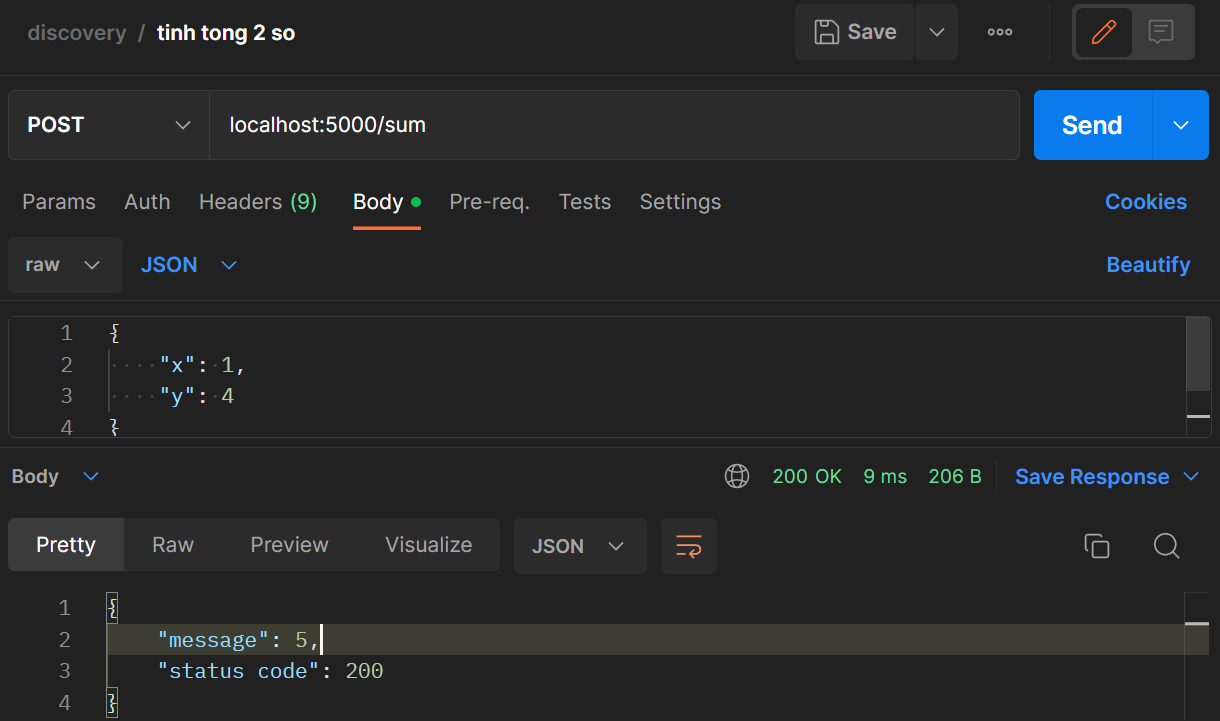 discovery / tinh tong 2 so Save
POST localhost:5000/sum Send
Params Auth Headers (9) Body Pre-req. Tests Settings Cookies
raw JSON Beautify
1 {
2 "x": 1,
3 "y": 4
4 }
Body 200 OK 9 ms 206 B Save Response
Pretty Raw Preview Visualize JSON
1 {
2 "message": 5,
3 "status code": 200
4 }